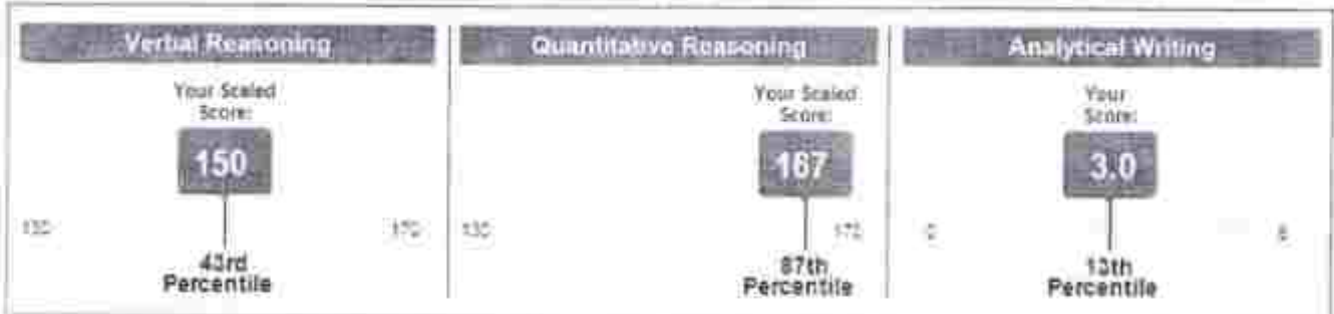 Verbal Reasoning
Your Scaled
Score:
150
130
170
43rd
Percentile
Quantitative Reasoning
Your Scaled
Score:
167
130
170
87th
Percentile
Analytical Writing
Your
Score:
3.0
0
6
13th
Percentile